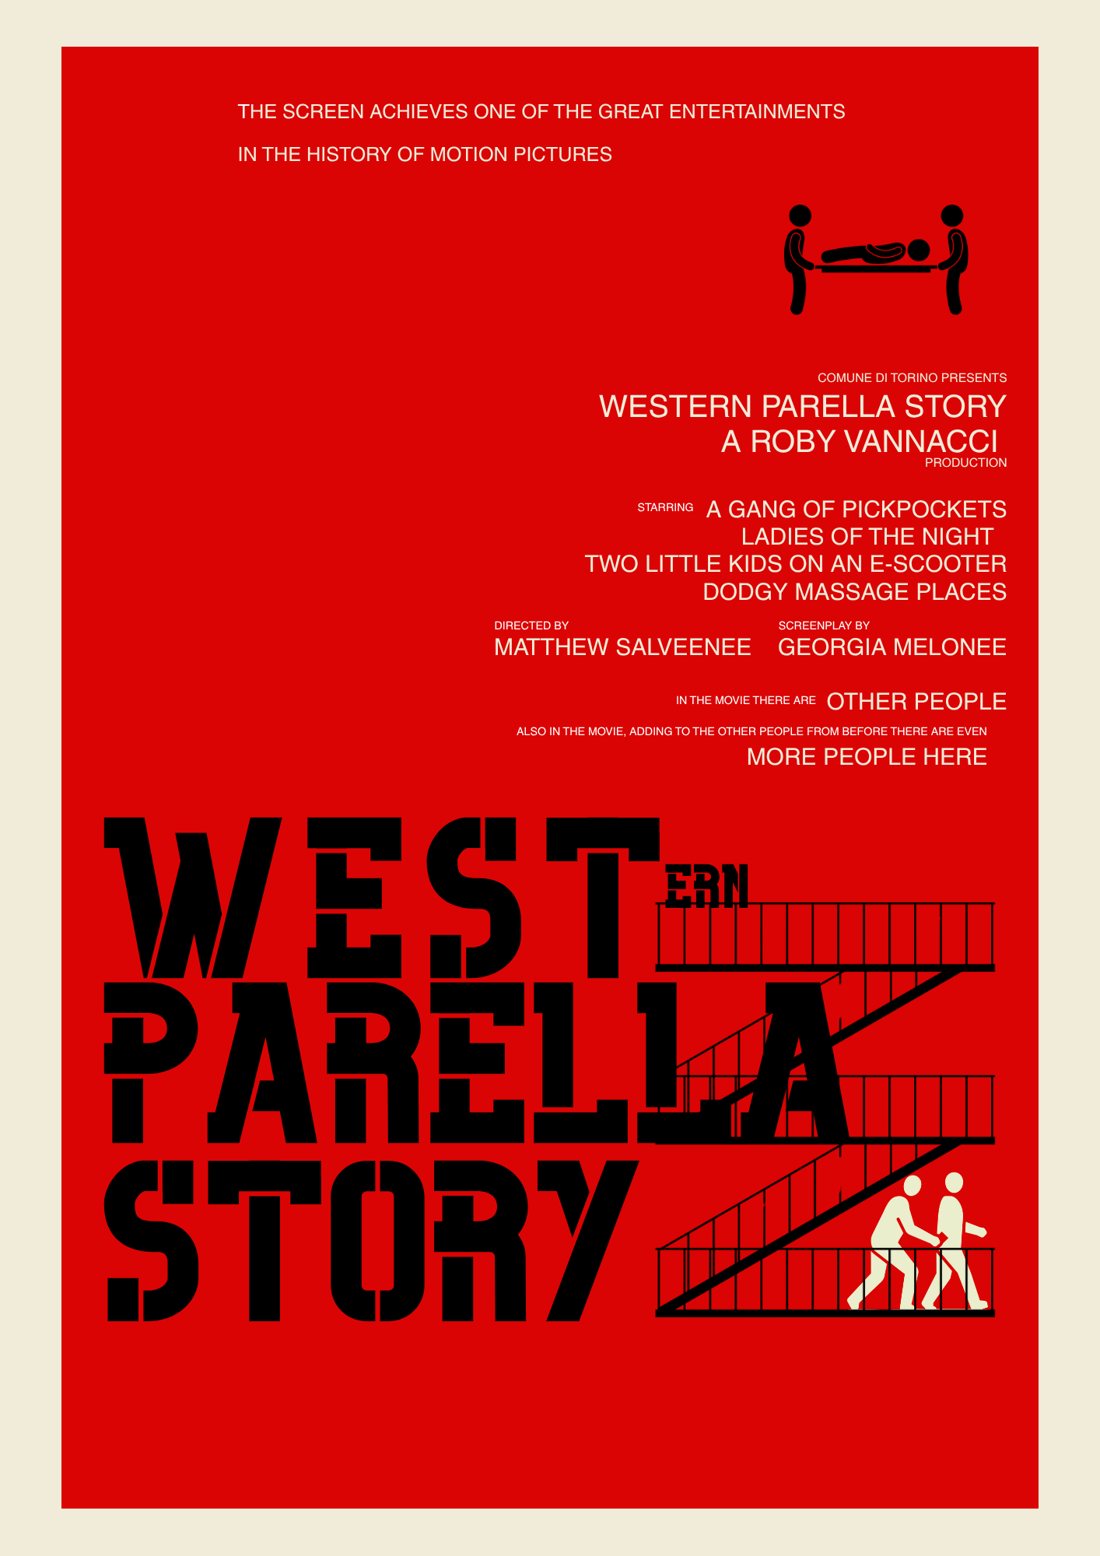 THE SCREEN ACHIEVES ONE OF THE GREAT ENTERTAINMENTS
IN THE HISTORY OF MOTION PICTURES
COMUNE DI TORINO PRESENTS
WESTERN PARELLA STORY
A ROBY VANNACCI
PRODUCTION
STARRING A GANG OF PICKPOCKETS
LADIES OF THE NIGHT
TWO LITTLE KIDS ON AN E-SCOOTER
DODGY MASSAGE PLACES
DIRECTED BY SCREENPLAY BY
MATTHEW SALVEENEE GEORGIA MELONEE
IN THE MOVIE THERE ARE OTHER PEOPLE
ALSO IN THE MOVIE, ADDING TO THE OTHER PEOPLE FROM BEFORE THERE ARE EVEN
MORE PEOPLE HERE
WESTERN
PARELLA
STORY